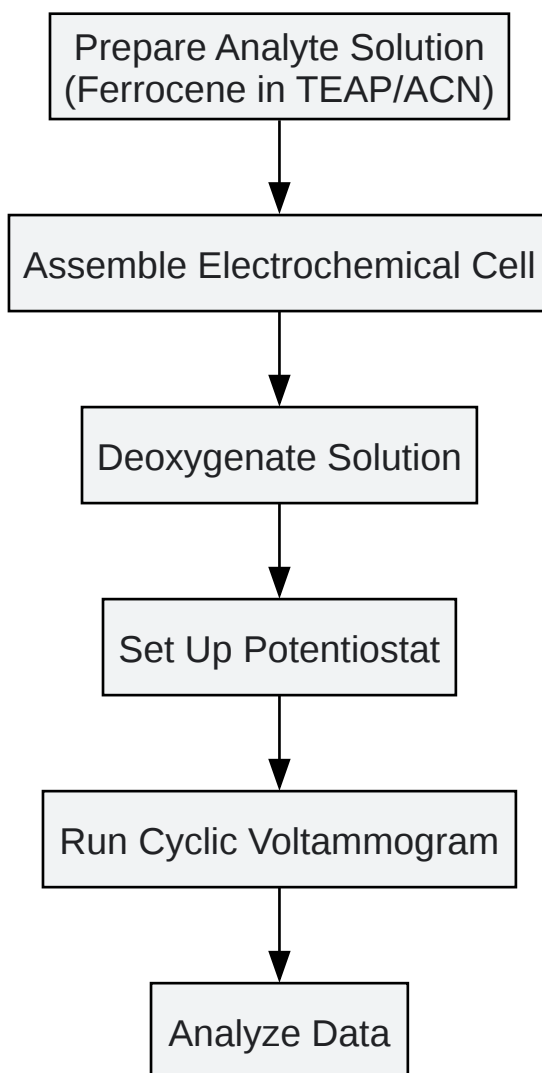 Prepare Analyte Solution
(Ferrocene in TEAP/ACN)
Assemble Electrochemical Cell
Deoxygenate Solution
Set Up Potentiostat
Run Cyclic Voltammogram
Analyze Data